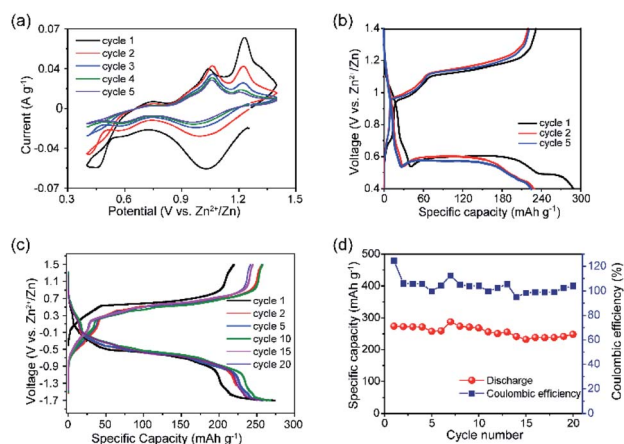 (a)
0.07
0.04
0.00
-0.04
-0.07
Current (A g⁻¹)
cycle 1
cycle 2
cycle 3
cycle 4
cycle 5
0.3 0.6 0.9 1.2 1.5
Potential (V vs. Zn²⁺/Zn)
(b)
1.4
1.2
1.0
0.8
0.6
0.4
Voltage (V vs. Zn²⁺/Zn)
cycle 1
cycle 2
cycle 5
0 60 120 180 240 300
Specific capacity (mAh g⁻¹)
(c)
1.5
1.1
0.7
0.3
-0.1
-0.5
-0.9
-1.3
-1.7
Voltage (V vs. Zn²⁺/Zn)
cycle 1
cycle 2
cycle 5
cycle 10
cycle 15
cycle 20
0 50 100 150 200 250 300
Specific Capacity (mAh g⁻¹)
(d)
500
400
300
200
100
0
Specific capacity (mAh g⁻¹)
Discharge
Coulombic efficiency
120
100
80
60
40
20
0
Coulombic efficiency (%)
0 5 10 15 20
Cycle number